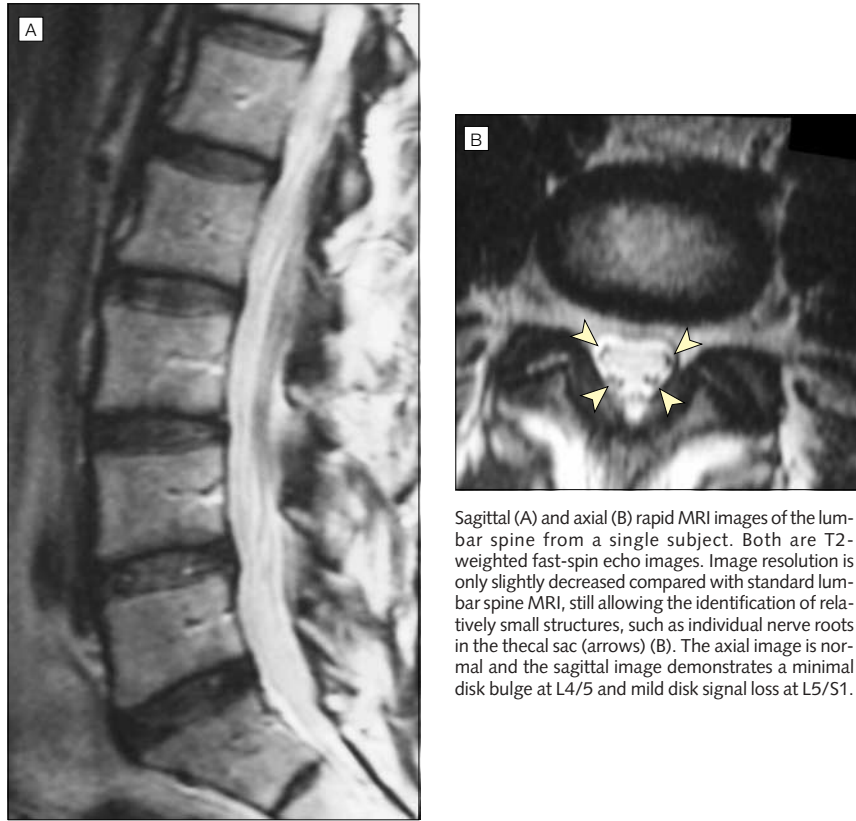 A
B
Sagittal (A) and axial (B) rapid MRI images of the lum-
bar spine from a single subject. Both are T2-
weighted fast-spin echo images. Image resolution is
only slightly decreased compared with standard lum-
bar spine MRI, still allowing the identification of rela-
tively small structures, such as individual nerve roots
in the thecal sac (arrows) (B). The axial image is nor-
mal and the sagittal image demonstrates a minimal
disk bulge at L4/5 and mild disk signal loss at L5/S1.